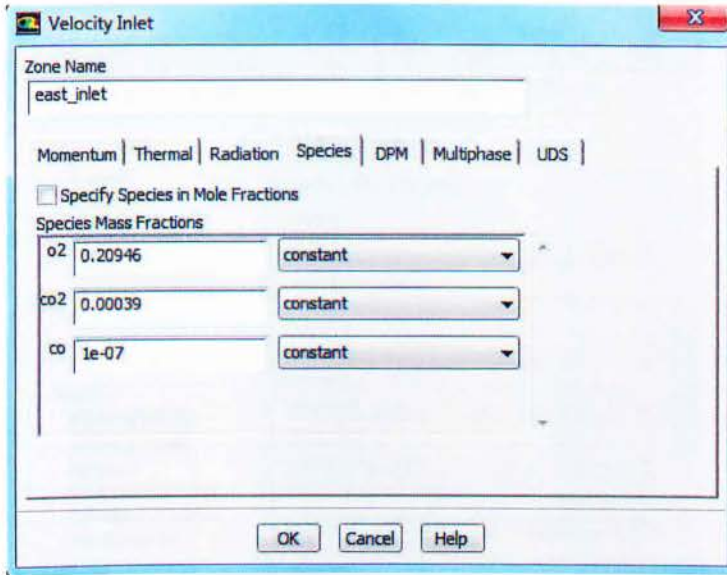 Velocity Inlet
Zone Name
east_inlet
Momentum Thermal Radiation Species DPM Multiphase UDS
Specify Species in Mole Fractions
Species Mass Fractions
o2 0.20946 constant
co2 0.00039 constant
co 1e-07 constant
OK Cancel Help